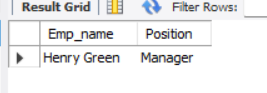 Result Grid Filter Rows:
Emp_name Position
Henry Green Manager